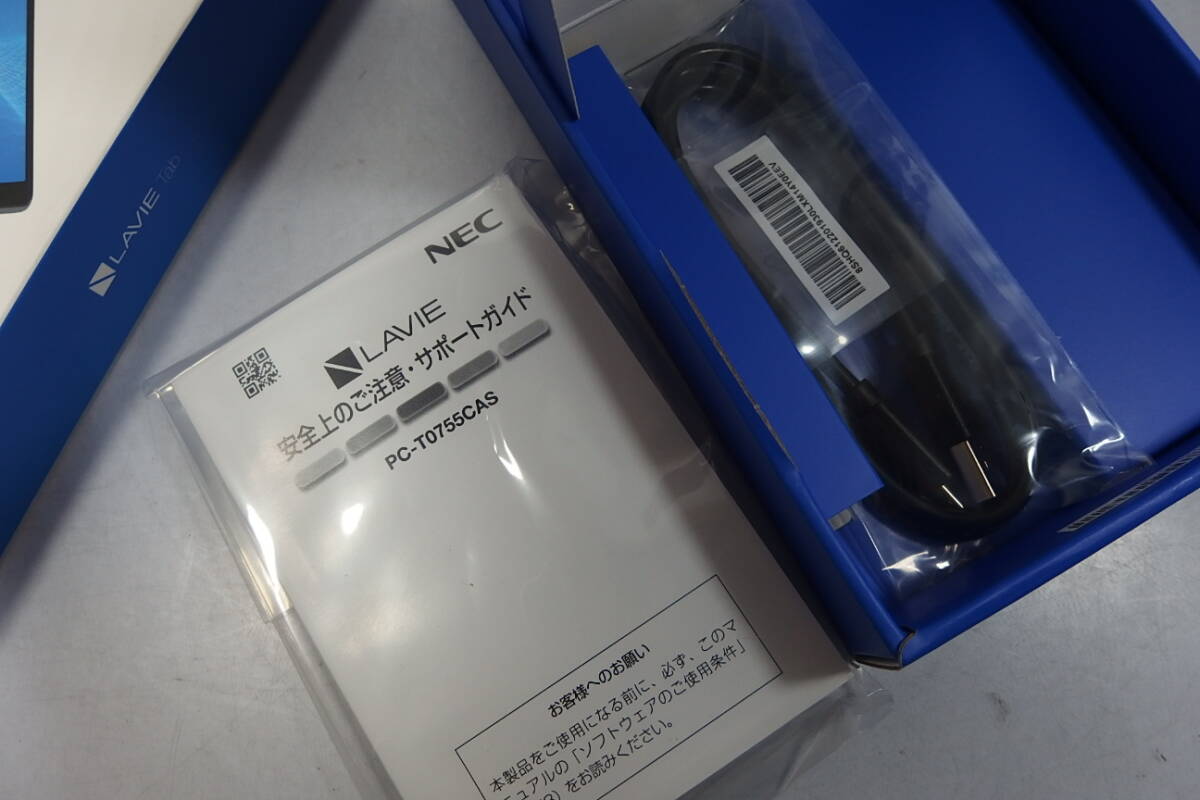 LAVIE Tab
NEC
LAVIE
安全上のご注意・サポートガイド
PC-T0755CAS
お客様へのお願い
本製品をご使用になる前に、必ず、このマ
ニュアルの「ソフトウェアのご使用条件」
をお読みください。
8SHQ612201930LXM14Y0EEV